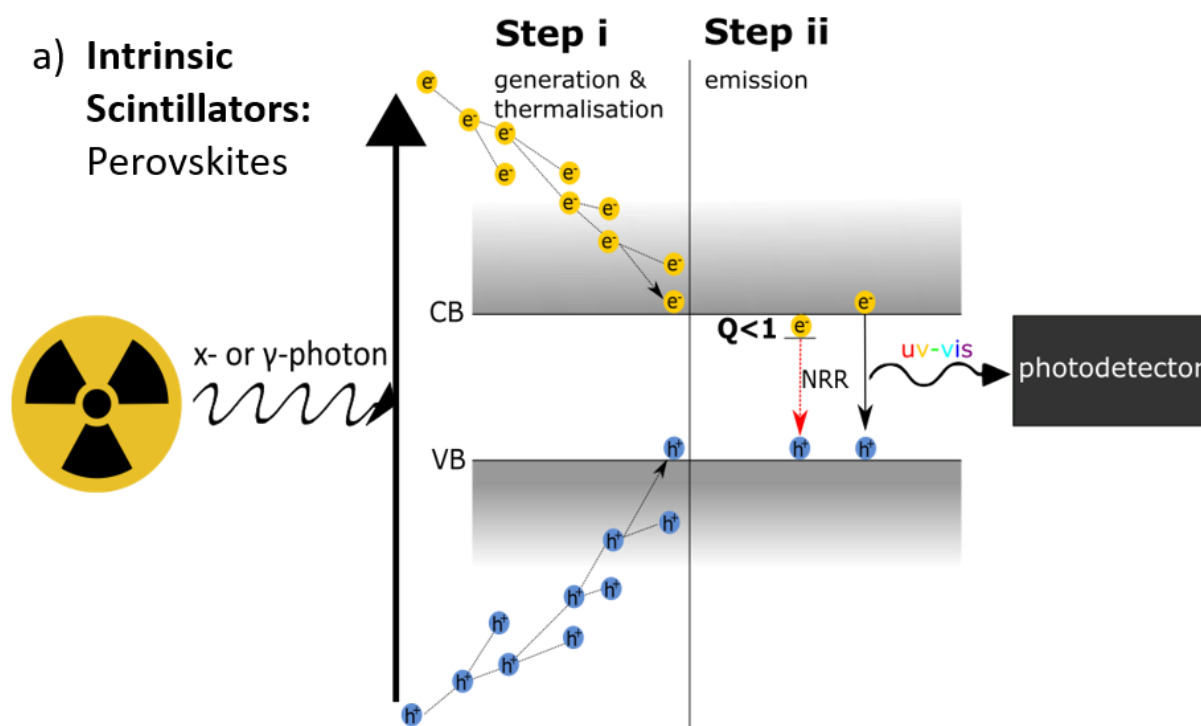 a) Intrinsic
Scintillators:
Perovskites
Step i
generation &
thermalisation
Step ii
emission
e⁻
e⁻
e⁻
e⁻
e⁻
e⁻
e⁻
e⁻
e⁻
e⁻
CB
x- or γ-photon
VB
h⁺
h⁺
h⁺
h⁺
h⁺
h⁺
h⁺
h⁺
h⁺
h⁺
e⁻
Q<1 e⁻
NRR
uv-vis
h⁺ h⁺
photodetector